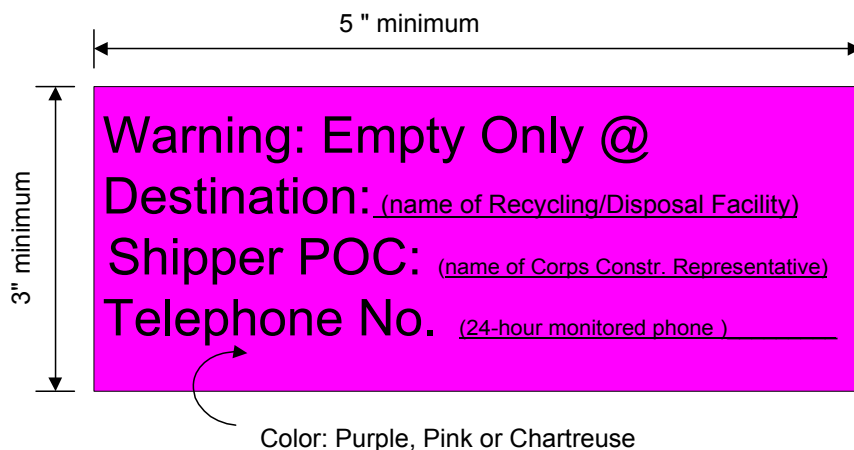 5 " minimum
3" minimum
Warning: Empty Only @
Destination: (name of Recycling/Disposal Facility)
Shipper POC: (name of Corps Constr. Representative)
Telephone No. (24-hour monitored phone )
Color: Purple, Pink or Chartreuse